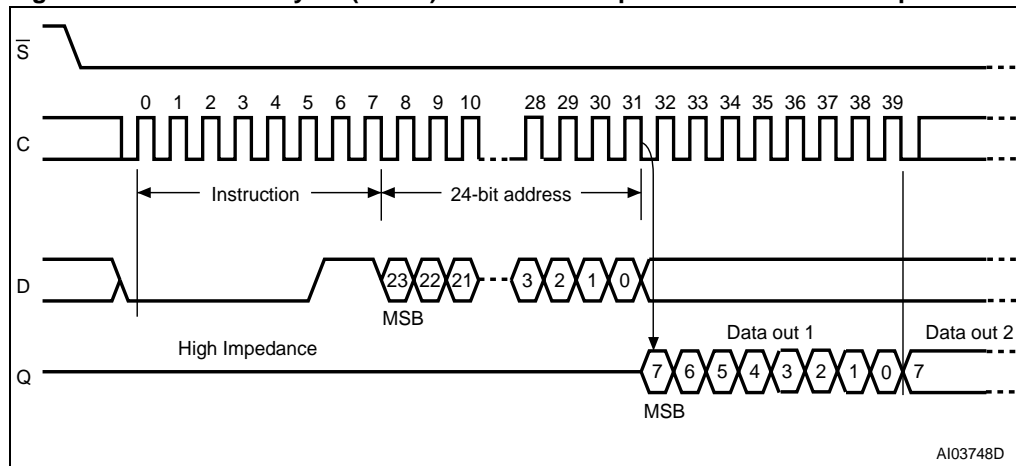 S
0 1 2 3 4 5 6 7 8 9 10 28 29 30 31 32 33 34 35 36 37 38 39
C
Instruction 24-bit address
D
23 22 21 3 2 1 0
MSB
High Impedance
Data out 1 Data out 2
Q
7 6 5 4 3 2 1 0 7
MSB
AI03748D